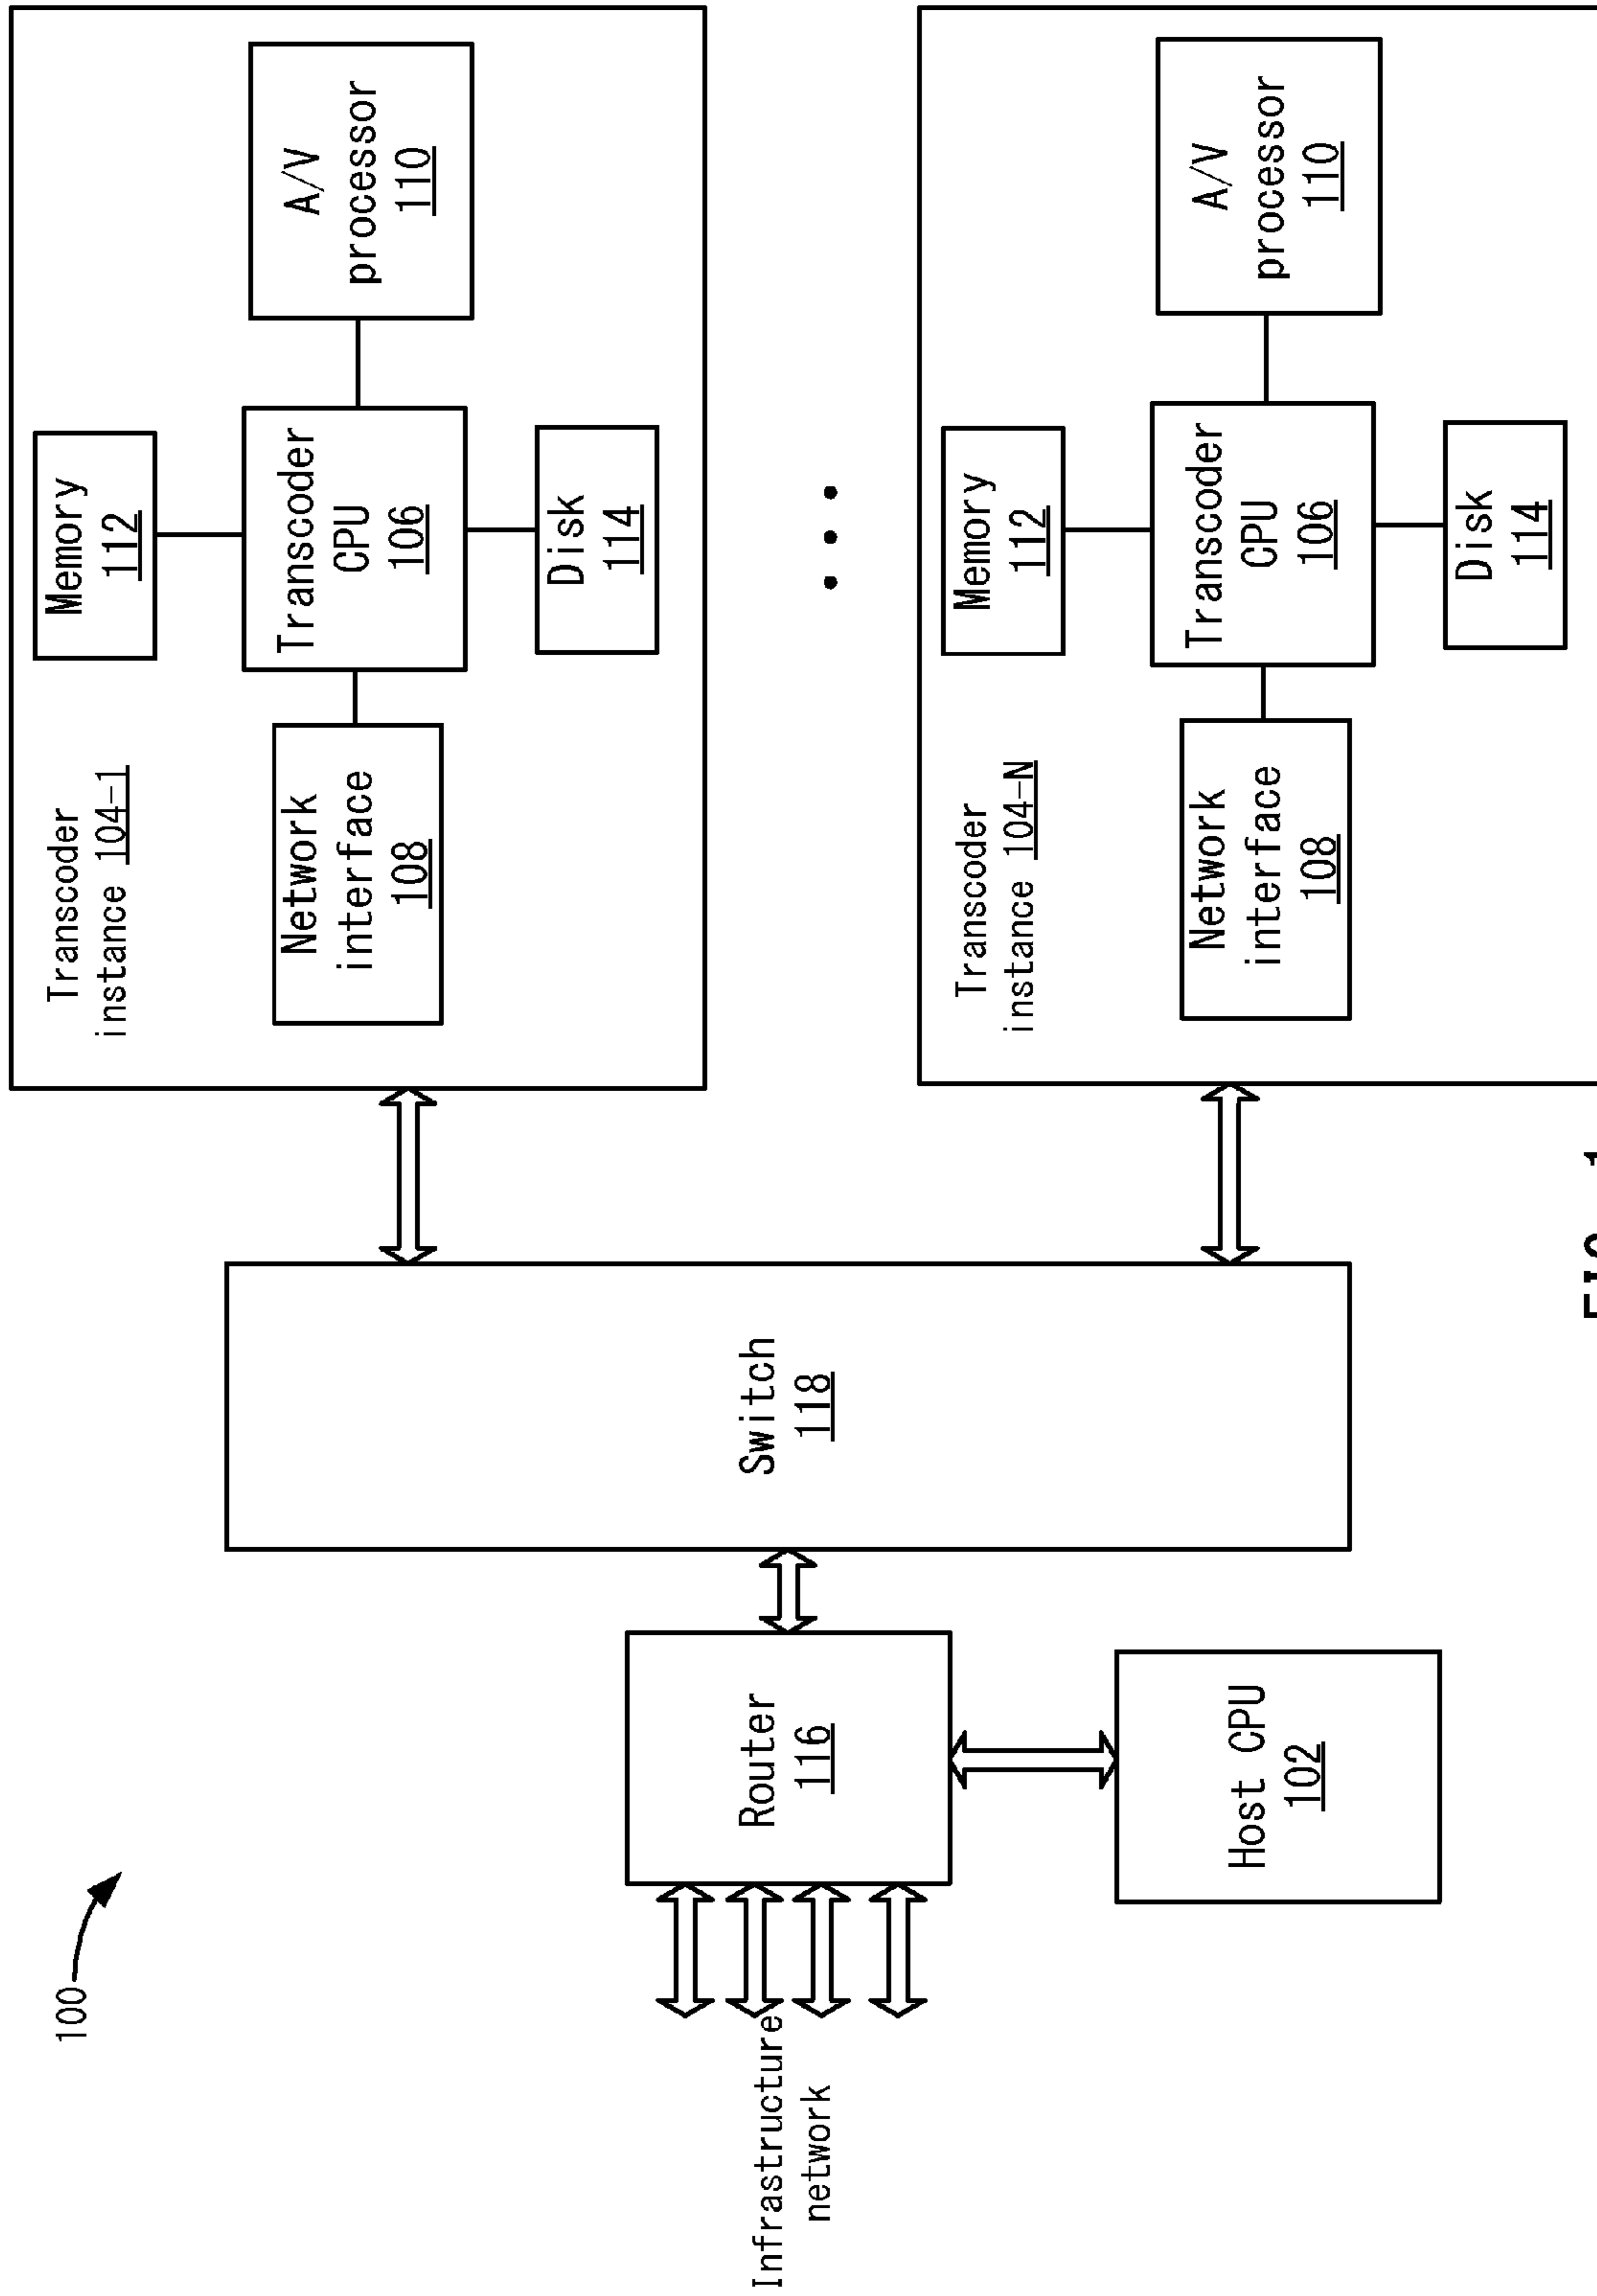 100
Infrastructure
network
Router
116
Host CPU
102
Switch
118
Transcoder
instance 104-1
Memory
112
Network
interface
108
Transcoder
CPU
106
A/V
processor
110
Disk
114
Transcoder
instance 104-N
Memory
112
Network
interface
108
Transcoder
CPU
106
A/V
processor
110
Disk
114